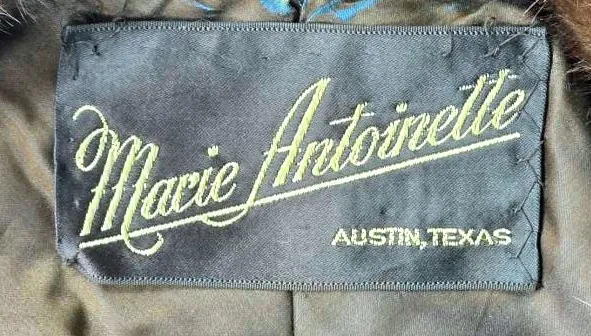 Marie Antoinette
AUSTIN, TEXAS